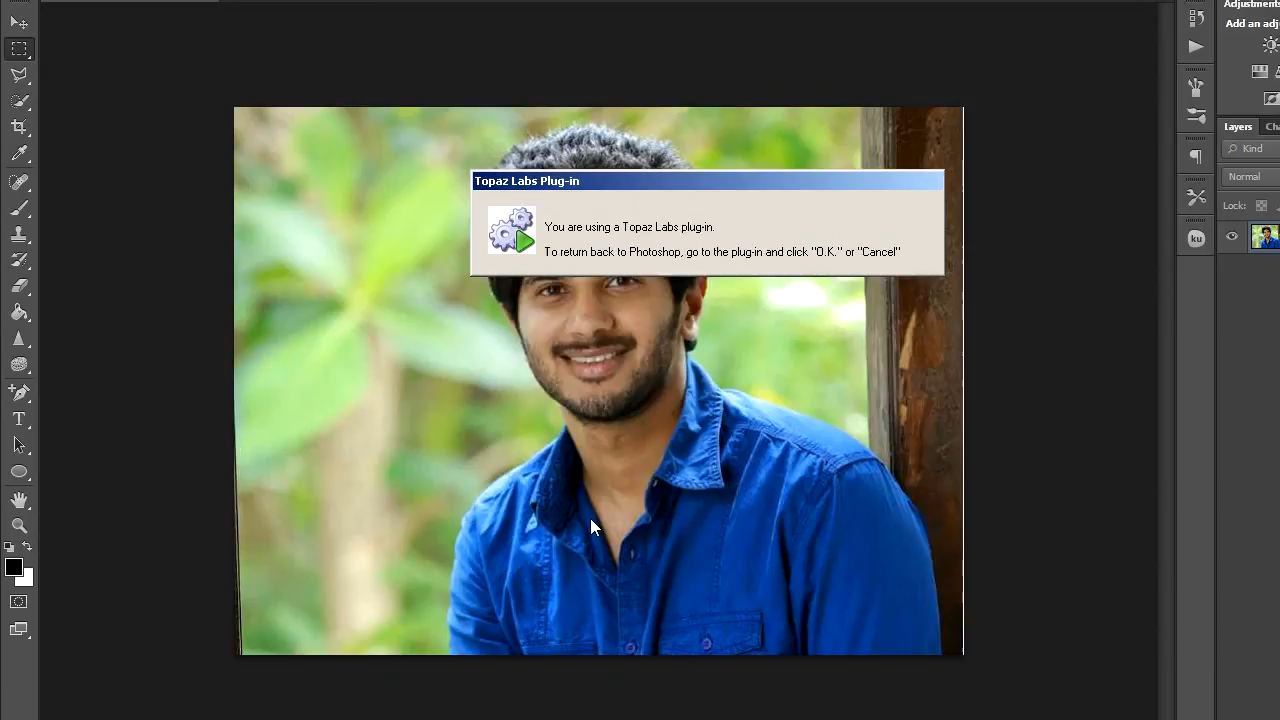 Adjustments
Add an adj
Topaz Labs Plug-in
You are using a Topaz Labs plug-in.
To return back to Photoshop, go to the plug-in and click "O.K." or "Cancel"
Layers Cha
Kind
Normal
Lock:
ku
T